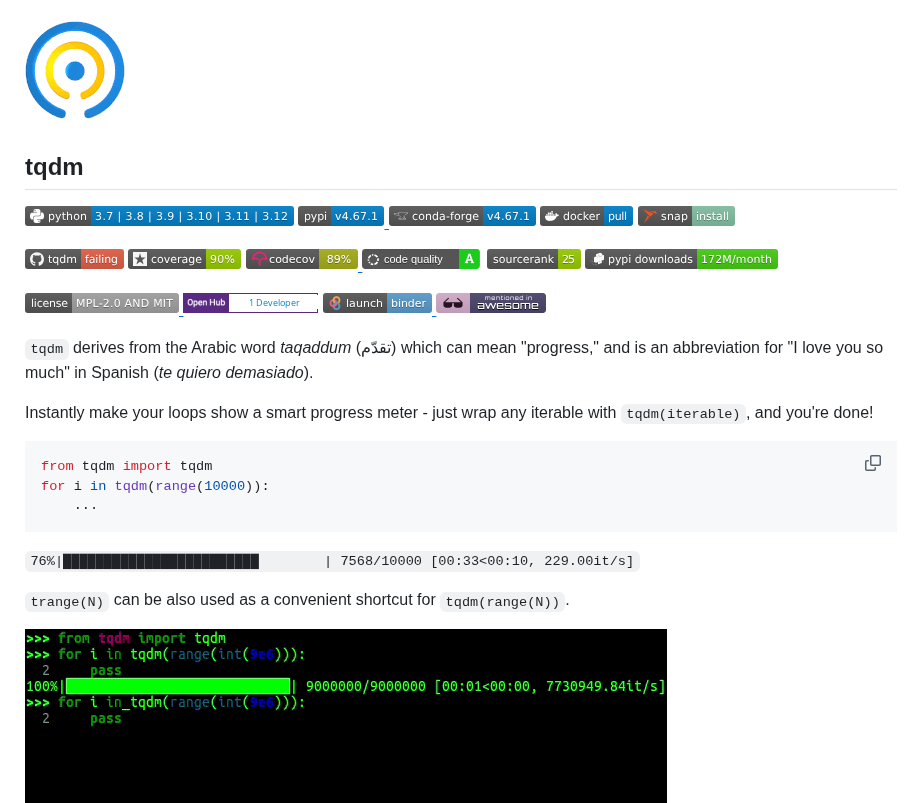 tqdm
python 3.7 | 3.8 | 3.9 | 3.10 | 3.11 | 3.12 pypi v4.67.1 conda-forge v4.67.1 docker pull snap install
tqdm failing coverage 90% codecov 89% code quality A sourcerank 25 pypi downloads 172M/month
license MPL-2.0 AND MIT Open Hub 1 Developer launch binder mentioned in awesome
tqdm derives from the Arabic word taqaddum (تقدّم) which can mean "progress," and is an abbreviation for "I love you so
much" in Spanish (te quiero demasiado).
Instantly make your loops show a smart progress meter - just wrap any iterable with tqdm(iterable), and you're done!
from tqdm import tqdm
for i in tqdm(range(10000)):
    ...
76%|████████████████████████        | 7568/10000 [00:33<00:10, 229.00it/s]
trange(N) can be also used as a convenient shortcut for tqdm(range(N)).
>>> from tqdm import tqdm
>>> for i in tqdm(range(int(9e6))):
  2     pass
100%|████████████████████████████| 9000000/9000000 [00:01<00:00, 7730949.84it/s]
>>> for i in_tqdm(range(int(9e6))):
  2     pass